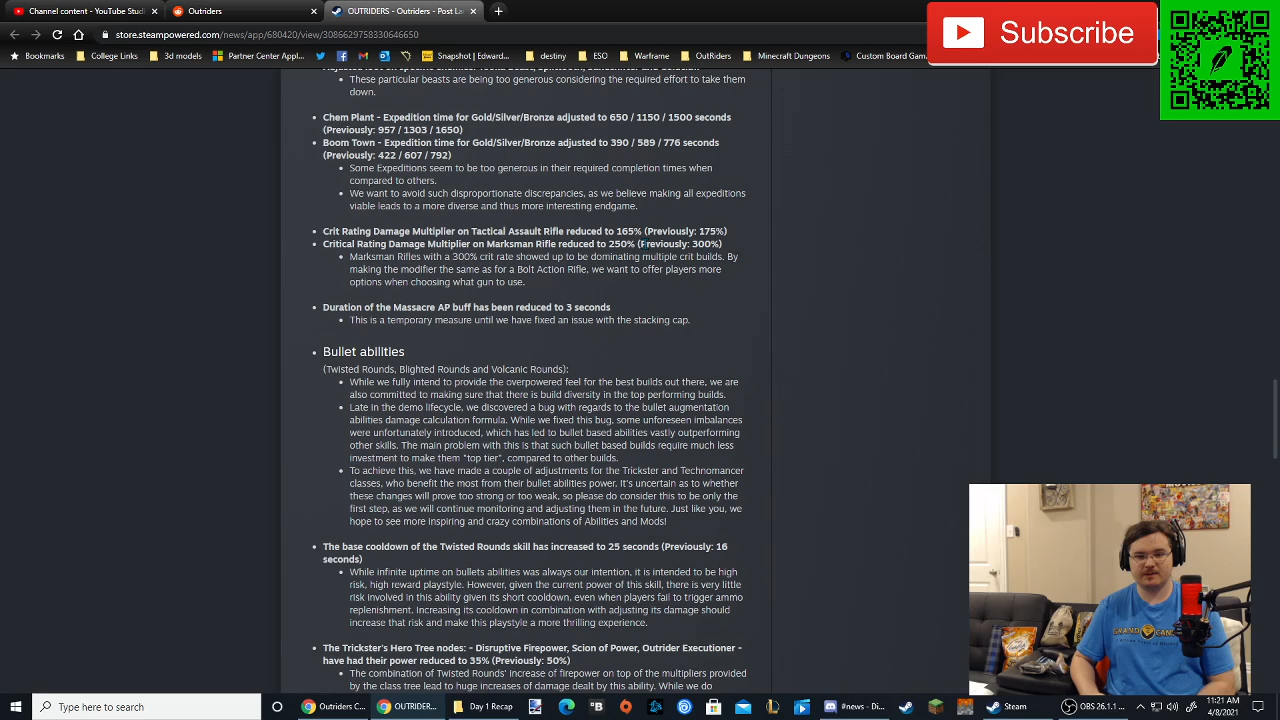 Channel content - YouTube S
Outriders
OUTRIDERS - Outriders - Post La
Subscribe
store.steampowered.com/news/app/680420/view/3086629758330646650
Bookmarks
College Links
3d models
Partner Center App...
Snapshot | Edward...
destiny
Warframe
OutRiders
Minecraft Dungeons
Custom Board Gam
These particular beasts are being too generous considering the required effort to take them
down.
Chem Plant - Expedition time for Gold/Silver/Bronze adjusted to 650 / 1150 / 1500 seconds
(Previously: 957 / 1303 / 1650)
Boom Town - Expedition time for Gold/Silver/Bronze adjusted to 390 / 589 / 776 seconds
(Previously: 422 / 607 / 792)
Some Expeditions seem to be too generous in their required completion times when
compared to others.
We want to avoid such disproportionate discrepancies, as we believe making all expeditions
viable leads to a more diverse and thus more interesting endgame.
Crit Rating Damage Multiplier on Tactical Assault Rifle reduced to 165% (Previously: 175%)
Critical Rating Damage Multiplier on Marksman Rifle reduced to 250% (Previously: 300%)
Marksman Rifles with a 300% crit rate showed up to be dominating multiple crit builds. By
making the modifier the same as for a Bolt Action Rifle, we want to offer players more
options when choosing what gun to use.
Duration of the Massacre AP buff has been reduced to 3 seconds
This is a temporary measure until we have fixed an issue with the stacking cap.
Bullet abilities
(Twisted Rounds, Blighted Rounds and Volcanic Rounds):
While we fully intend to provide the overpowered feel for the best builds out there, we are
also committed to making sure that there is build diversity in the top performing builds.
Late in the demo lifecycle, we discovered a bug with regards to the bullet augmentation
abilities damage calculation formula. While we fixed this bug, some unforeseen imbalances
were unfortunately introduced, which has led to bullet based abilities vastly outperforming
other skills. The main problem with this is that such bullet based builds require much less
investment to make them "top tier", compared to other builds.
To achieve this, we have made a couple of adjustments for the Trickster and Technomancer
classes, who benefit the most from their bullet abilities power. It's uncertain as to whether
these changes will prove too strong or too weak, so please do consider this to be only the
first step, as we will continue monitoring and adjusting them in the future. Just like you, we
hope to see more inspiring and crazy combinations of Abilities and Mods!
The base cooldown of the Twisted Rounds skill has increased to 25 seconds (Previously: 16
seconds)
While infinite uptime on bullets abilities was always our intention, it is intended to be high
risk, high reward playstyle. However, given the current power of this skill, there is very little
risk involved in this ability given its short cooldown, even when players fail to trigger ammo
replenishment. Increasing its cooldown in combination with adjusting its damage should
increase that risk and make this playstyle a more thrilling experience.
The Trickster's Hero Tree nodes: - Disruptive Firepower, Scion of Power, Outrider Executioner -
have had their power reduced to 35% (Previously: 50%)
The combination of Twisted Rounds' increase of firepower on top of the multipliers provided
by the class tree lead to huge increases of damage dealt by this ability. While we do
GRAND CAN
Type here to search
Outriders C...
OUTRIDER...
Day 1 Recap
#news - Di...
Steam
OBS 26.1.1 ...
11:21 AM
4/8/2021